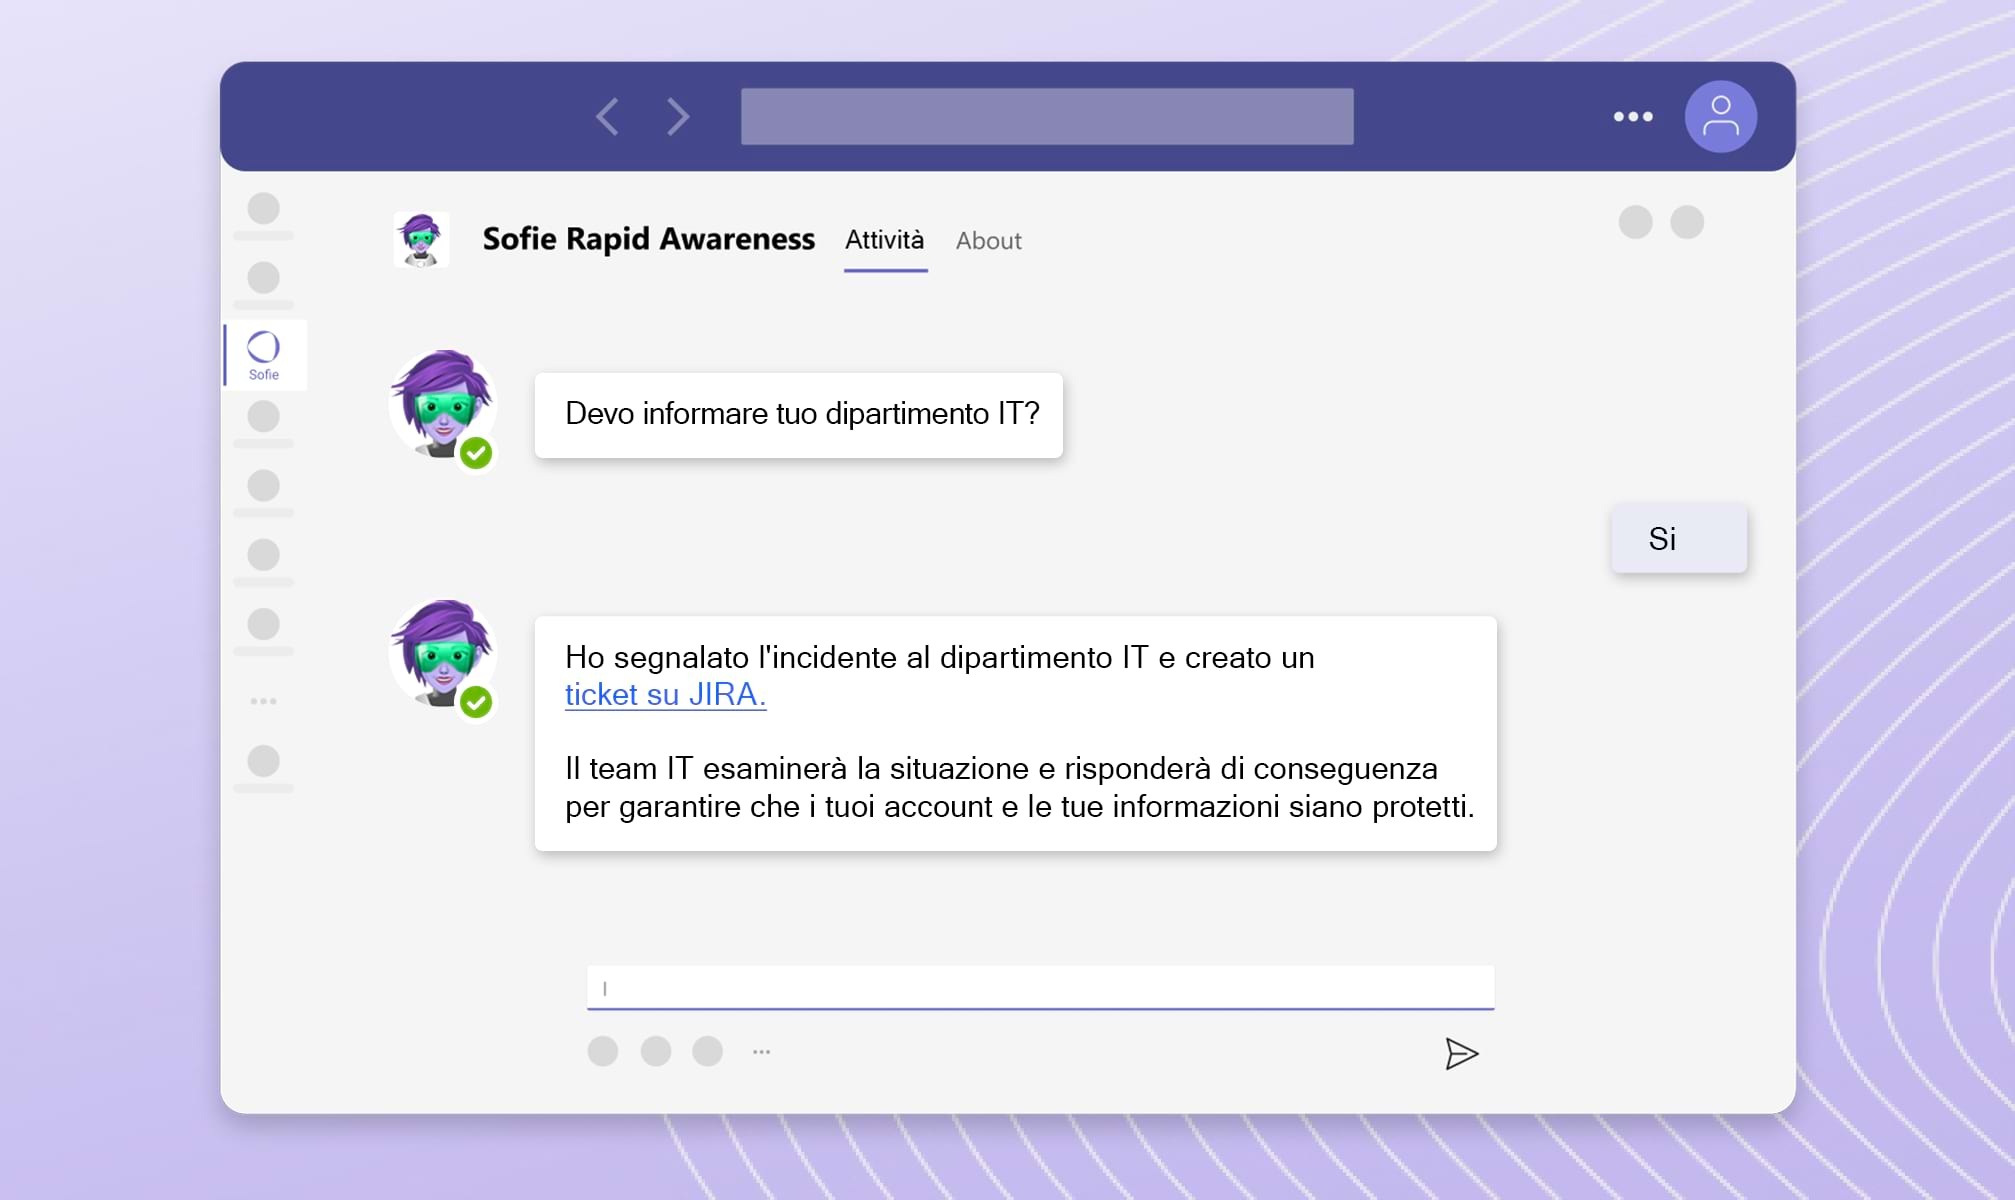 Sofie Rapid Awareness Attività About
Sofie
Devo informare tuo dipartimento IT?
Si
Ho segnalato l'incidente al dipartimento IT e creato un
ticket su JIRA.
Il team IT esaminerà la situazione e risponderà di conseguenza
per garantire che i tuoi account e le tue informazioni siano protetti.